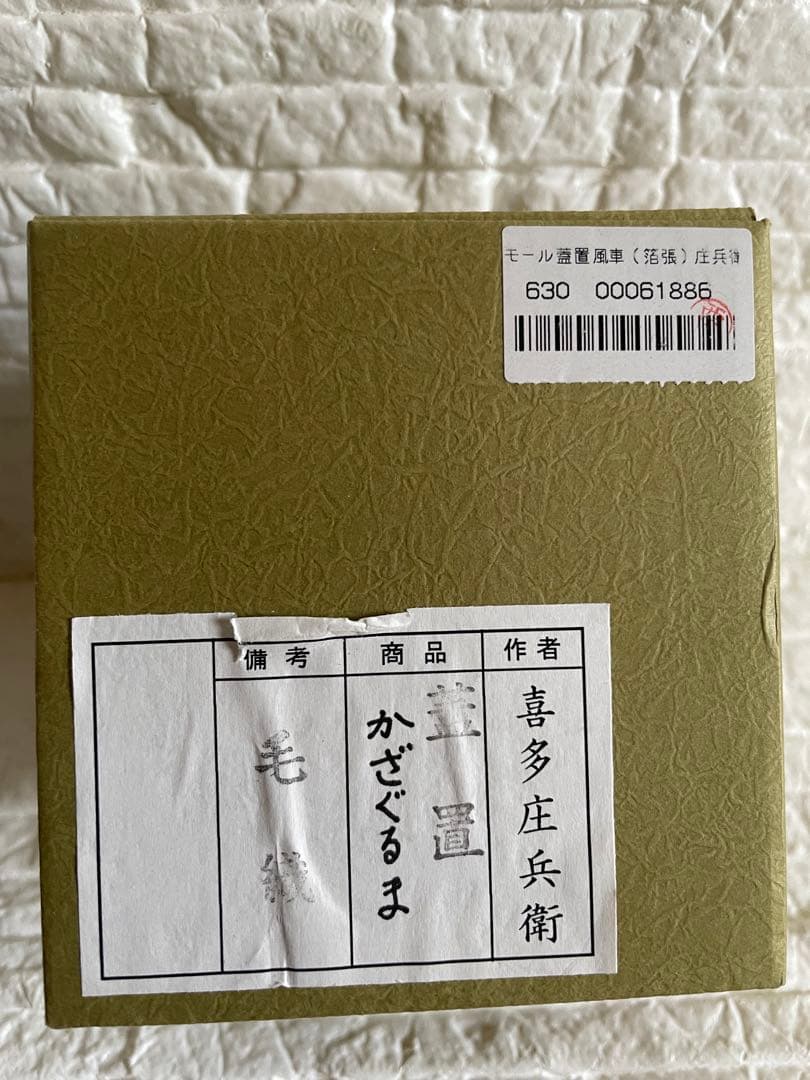 モール蓋置風車（箔張）庄兵衛
630 00061886
作者
喜多庄兵衛
商品
蓋置
かざぐるま
備考
毛織